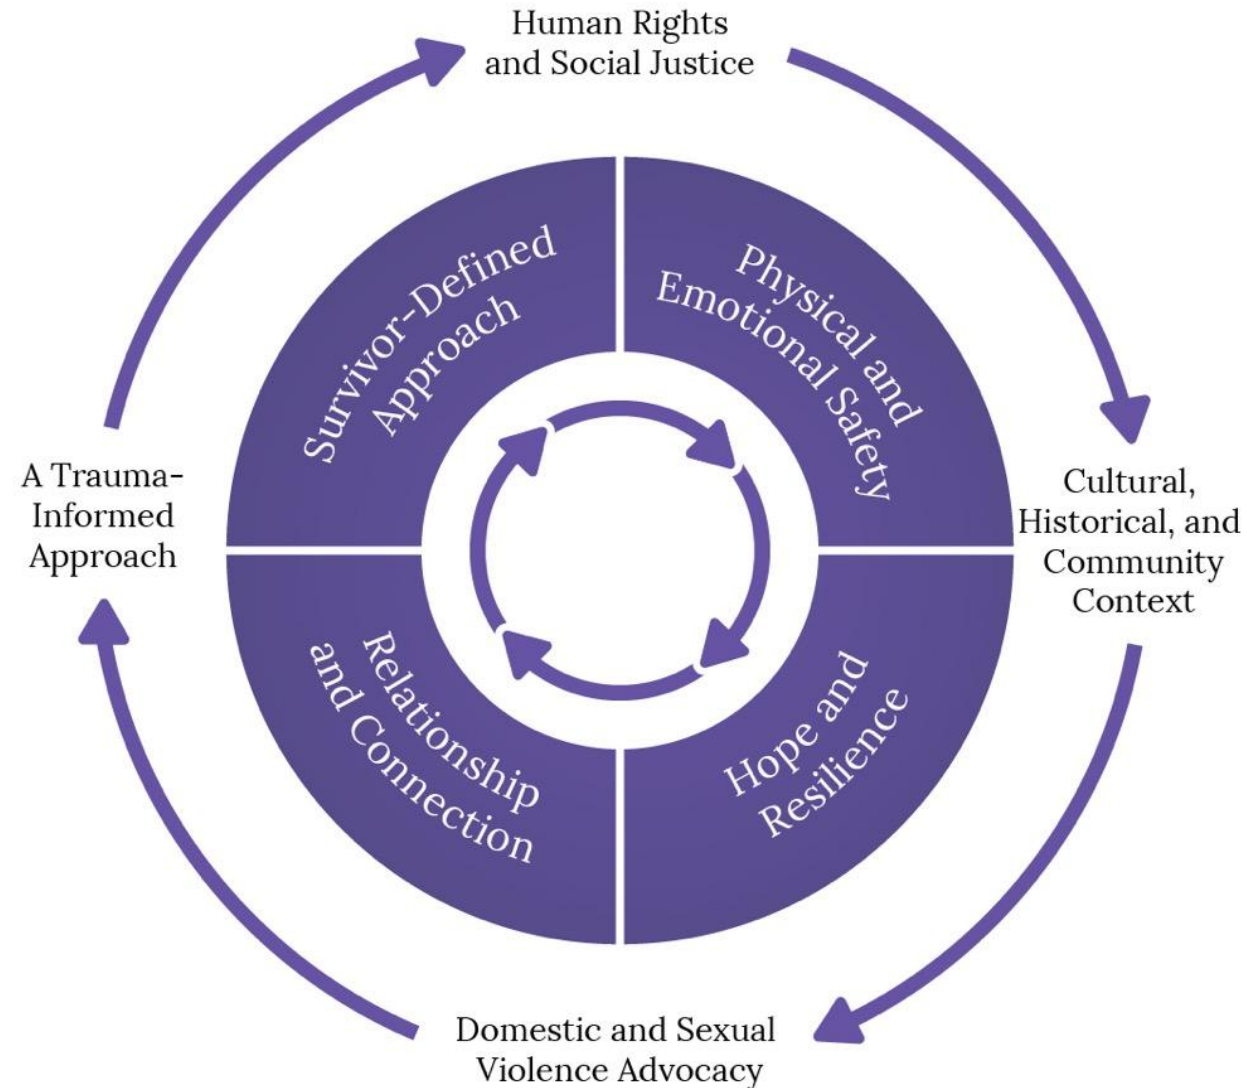 Human Rights
and Social Justice
Survivor-Defined
Approach
Physical and
Emotional Safety
A Trauma-
Informed
Approach
Cultural,
Historical, and
Community
Context
Relationship
and Connection
Hope and
Resilience
Domestic and Sexual
Violence Advocacy